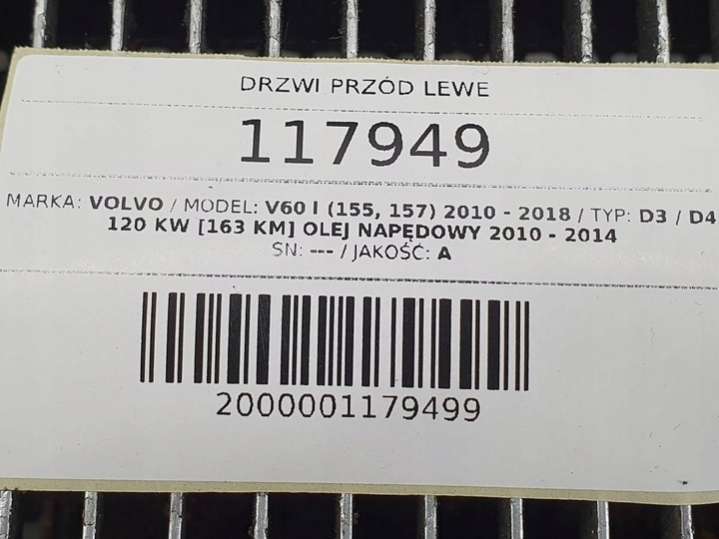 DRZWI PRZÓD LEWE
117949
MARKA: VOLVO / MODEL: V60 I (155, 157) 2010 - 2018 / TYP: D3 / D4
120 KW [163 KM] OLEJ NAPĘDOWY 2010 - 2014
SN: --- / JAKOŚĆ: A
2000001179499